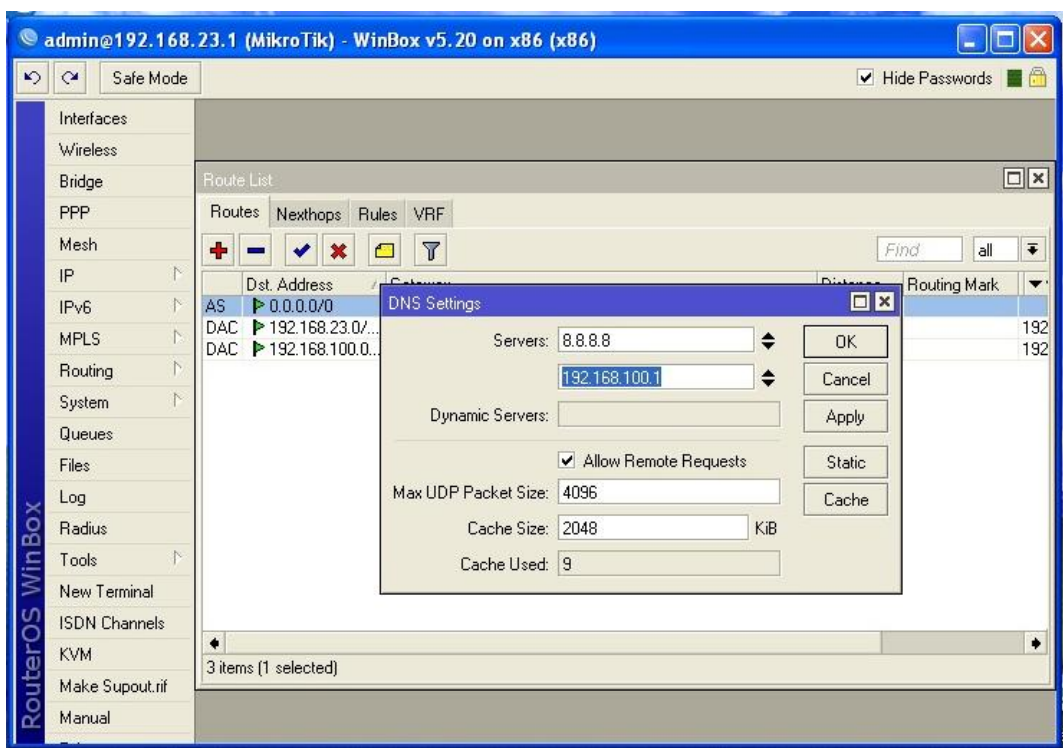 admin@192.168.23.1 (MikroTik) - WinBox v5.20 on x86 (x86)
Safe Mode
Hide Passwords
Interfaces
Wireless
Bridge
PPP
Mesh
IP
IPv6
MPLS
Routing
System
Queues
Files
Log
Radius
Tools
New Terminal
ISDN Channels
KVM
Make Supout.rif
Manual
RouterOS WinBox
Route List
Routes Nexthops Rules VRF
Find all
Dst. Address Gateway Distance Routing Mark
AS 0.0.0.0/0
DAC 192.168.23.0/... 192
DAC 192.168.100.0... 192
DNS Settings
Servers: 8.8.8.8
192.168.100.1
Dynamic Servers:
Allow Remote Requests
Max UDP Packet Size: 4096
Cache Size: 2048 KiB
Cache Used: 9
OK
Cancel
Apply
Static
Cache
3 items (1 selected)